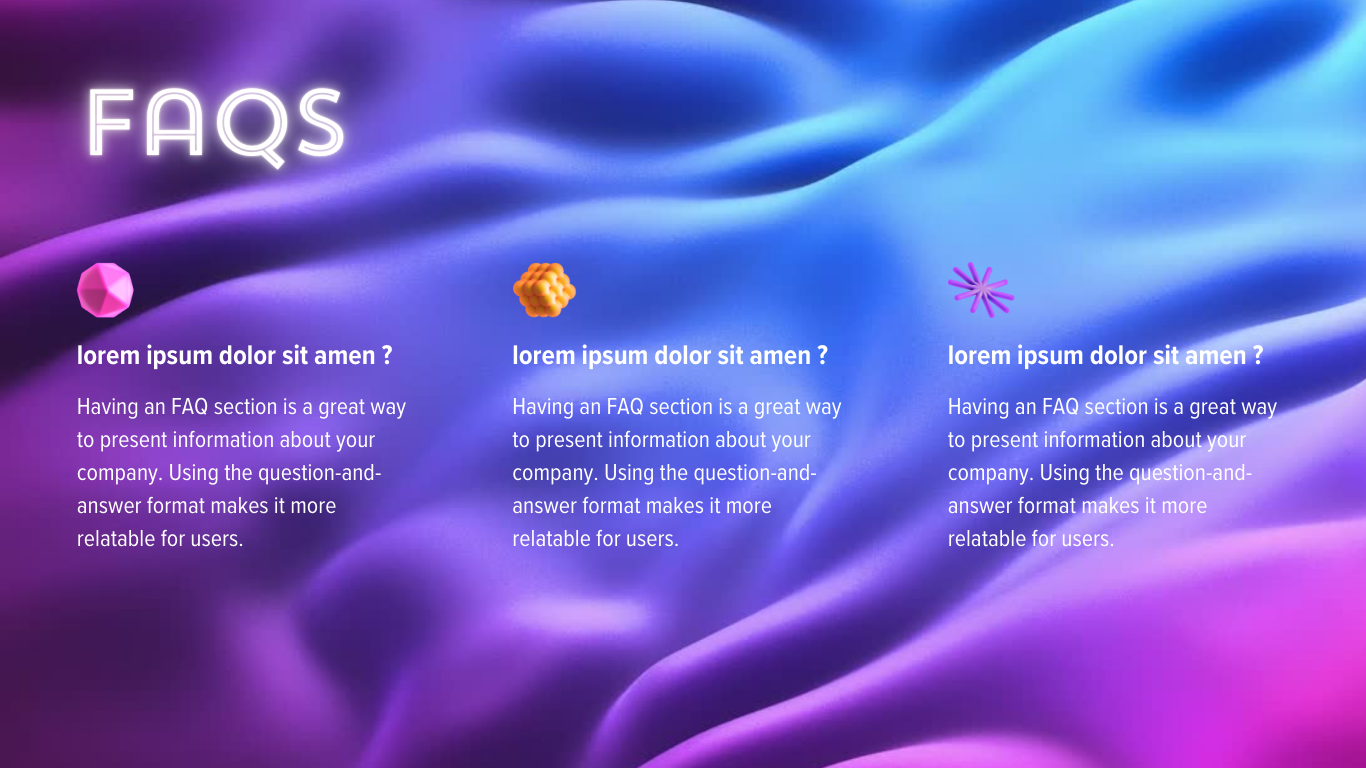 FAQS
lorem ipsum dolor sit amen ?
Having an FAQ section is a great way
to present information about your
company. Using the question-and-
answer format makes it more
relatable for users.
lorem ipsum dolor sit amen ?
Having an FAQ section is a great way
to present information about your
company. Using the question-and-
answer format makes it more
relatable for users.
lorem ipsum dolor sit amen ?
Having an FAQ section is a great way
to present information about your
company. Using the question-and-
answer format makes it more
relatable for users.